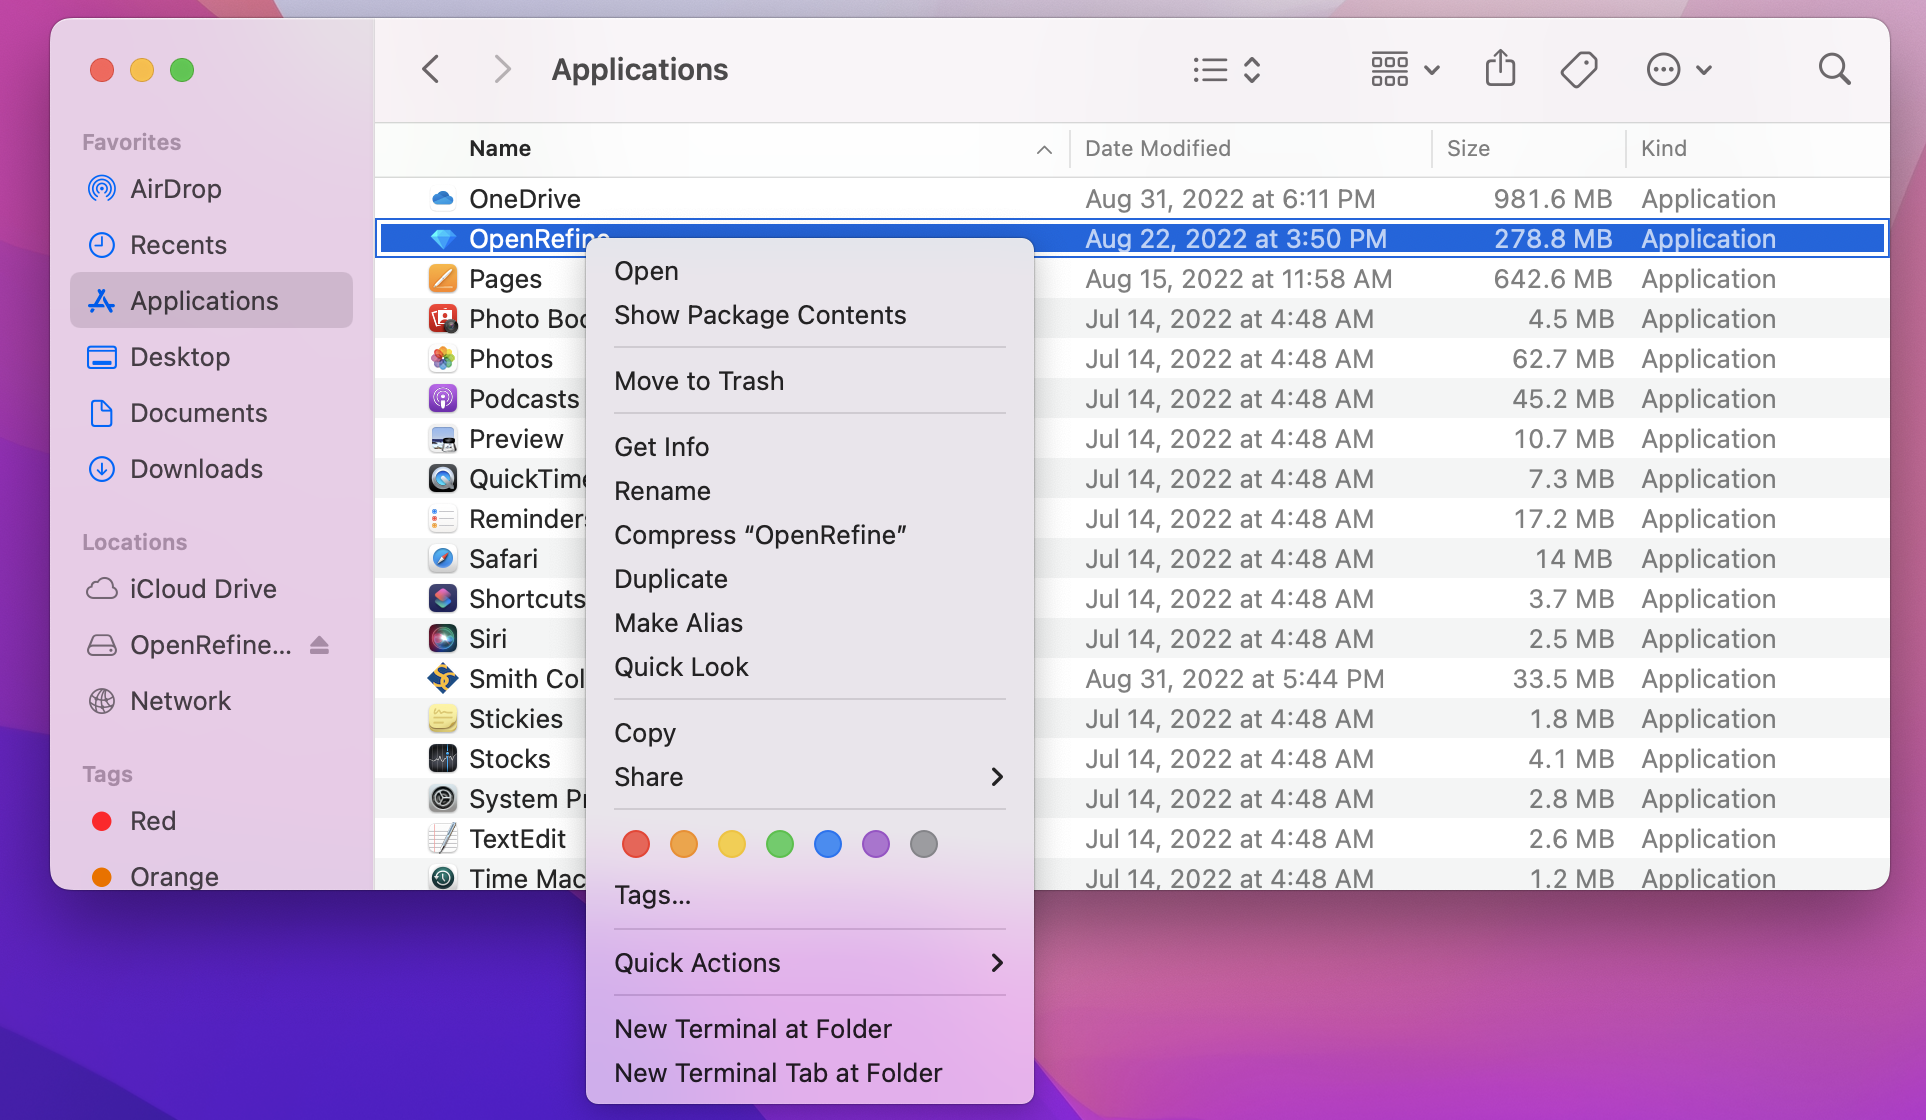 Applications
Favorites
AirDrop
Recents
Applications
Desktop
Documents
Downloads
Locations
iCloud Drive
OpenRefine...
Network
Tags
Red
Orange
Name Date Modified Size Kind
OneDrive Aug 31, 2022 at 6:11 PM 981.6 MB Application
OpenRefine Aug 22, 2022 at 3:50 PM 278.8 MB Application
Pages Aug 15, 2022 at 11:58 AM 642.6 MB Application
Photo Boo Jul 14, 2022 at 4:48 AM 4.5 MB Application
Photos Jul 14, 2022 at 4:48 AM 62.7 MB Application
Podcasts Jul 14, 2022 at 4:48 AM 45.2 MB Application
Preview Jul 14, 2022 at 4:48 AM 10.7 MB Application
QuickTime Jul 14, 2022 at 4:48 AM 7.3 MB Application
Reminders Jul 14, 2022 at 4:48 AM 17.2 MB Application
Safari Jul 14, 2022 at 4:48 AM 14 MB Application
Shortcuts Jul 14, 2022 at 4:48 AM 3.7 MB Application
Siri Jul 14, 2022 at 4:48 AM 2.5 MB Application
Smith Col Aug 31, 2022 at 5:44 PM 33.5 MB Application
Stickies Jul 14, 2022 at 4:48 AM 1.8 MB Application
Stocks Jul 14, 2022 at 4:48 AM 4.1 MB Application
System Pr Jul 14, 2022 at 4:48 AM 2.8 MB Application
TextEdit Jul 14, 2022 at 4:48 AM 2.6 MB Application
Time Mac Jul 14, 2022 at 4:48 AM 1.2 MB Application
Open
Show Package Contents
Move to Trash
Get Info
Rename
Compress “OpenRefine”
Duplicate
Make Alias
Quick Look
Copy
Share
Tags...
Quick Actions
New Terminal at Folder
New Terminal Tab at Folder